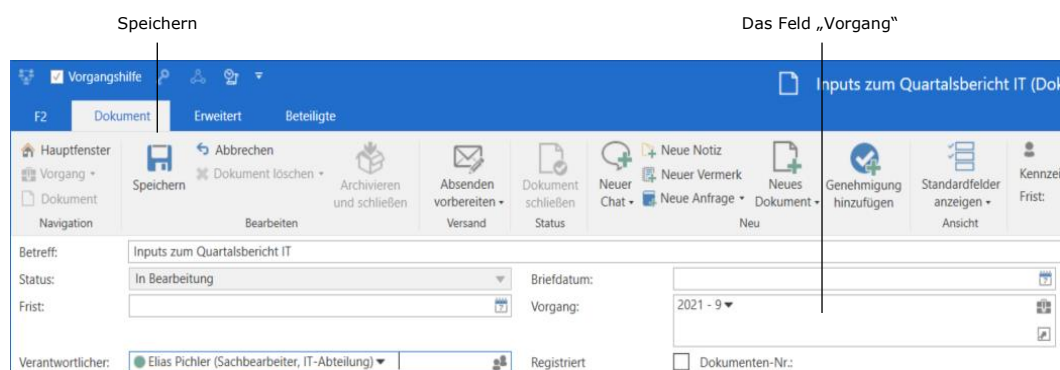 Speichern Das Feld „Vorgang“
Vorgangshilfe
Inputs zum Quartalsbericht IT (Dok
F2 Dokument Erweitert Beteiligte
Hauptfenster
Vorgang
Dokument
Navigation
Speichern
Abbrechen
Dokument löschen
Archivieren
und schließen
Bearbeiten
Absenden
vorbereiten
Versand
Dokument
schließen
Status
Neuer
Chat
Neue Notiz
Neuer Vermerk
Neue Anfrage
Neues
Dokument
Neu
Genehmigung
hinzufügen
Standardfelder
anzeigen
Ansicht
Kennzei
Frist:
Betreff: Inputs zum Quartalsbericht IT
Status: In Bearbeitung Briefdatum:
Frist: Vorgang: 2021 - 9
Verantwortlicher: Elias Pichler (Sachbearbeiter, IT-Abteilung) Registriert Dokumenten-Nr.: